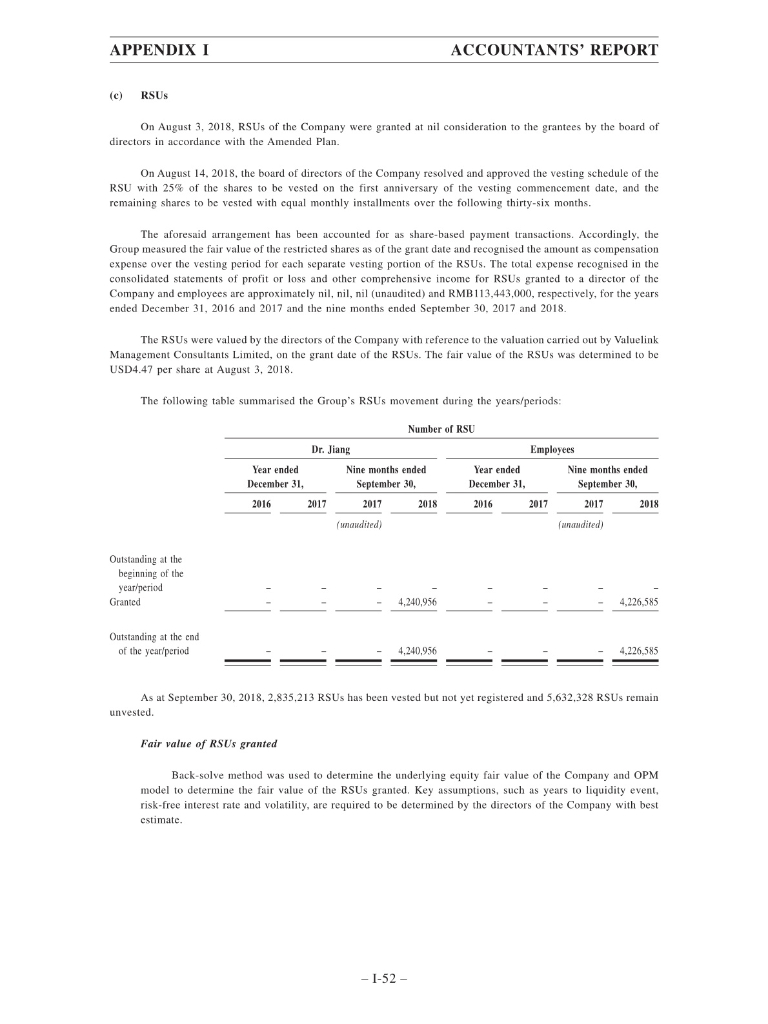 APPENDIX I ACCOUNTANTS' REPORT
(c) RSUs
On August 3, 2018, RSUs of the Company were granted at nil consideration to the grantees by the board of
directors in accordance with the Amended Plan.
On August 14, 2018, the board of directors of the Company resolved and approved the vesting schedule of the
RSU with 25% of the shares to be vested on the first anniversary of the vesting commencement date, and the
remaining shares to be vested with equal monthly installments over the following thirty-six months.
The aforesaid arrangement has been accounted for as share-based payment transactions. Accordingly, the
Group measured the fair value of the restricted shares as of the grant date and recognised the amount as compensation
expense over the vesting period for each separate vesting portion of the RSUs. The total expense recognised in the
consolidated statements of profit or loss and other comprehensive income for RSUs granted to a director of the
Company and employees are approximately nil, nil, nil (unaudited) and RMB113,443,000, respectively, for the years
ended December 31, 2016 and 2017 and the nine months ended September 30, 2017 and 2018.
The RSUs were valued by the directors of the Company with reference to the valuation carried out by Valuelink
Management Consultants Limited, on the grant date of the RSUs. The fair value of the RSUs was determined to be
USD4.47 per share at August 3, 2018.
The following table summarised the Group's RSUs movement during the years/periods:
Number of RSU
Dr. Jiang Employees
Year ended Nine months ended Year ended Nine months ended
December 31, September 30, December 31, September 30,
2016 2017 2017 2018 2016 2017 2017 2018
(unaudited) (unaudited)
Outstanding at the
beginning of the
year/period – – – – – – – –
Granted – – – 4,240,956 – – – 4,226,585
Outstanding at the end
of the year/period – – – 4,240,956 – – – 4,226,585
As at September 30, 2018, 2,835,213 RSUs has been vested but not yet registered and 5,632,328 RSUs remain
unvested.
Fair value of RSUs granted
Back-solve method was used to determine the underlying equity fair value of the Company and OPM
model to determine the fair value of the RSUs granted. Key assumptions, such as years to liquidity event,
risk-free interest rate and volatility, are required to be determined by the directors of the Company with best
estimate.
– I-52 –